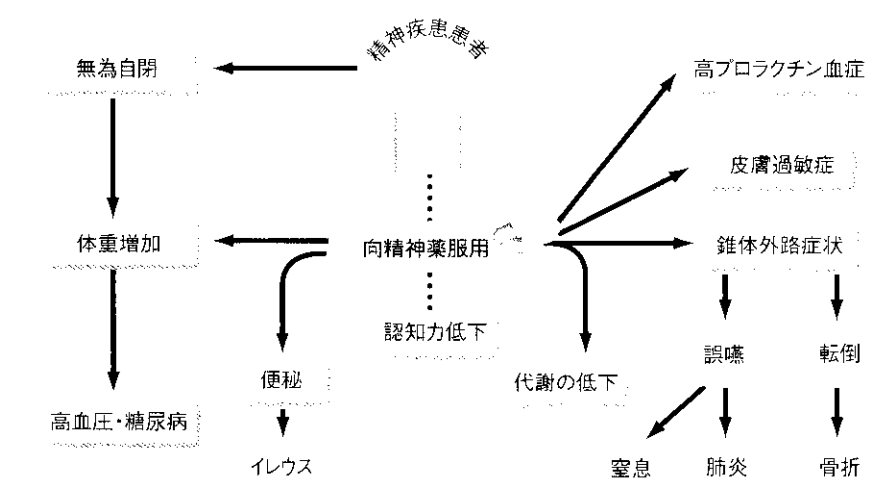 精神疾患患者
無為自閉
高プロラクチン血症
皮膚過敏症
体重増加
向精神薬服用
錐体外路症状
認知力低下
誤嚥
転倒
便秘
代謝の低下
高血圧・糖尿病
イレウス
窒息
肺炎
骨折